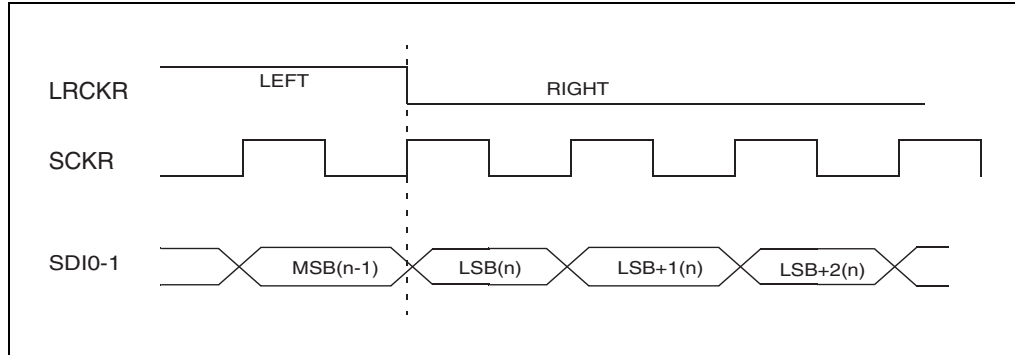 LRCKR LEFT RIGHT
SCKR
SDI0-1 MSB(n-1) LSB(n) LSB+1(n) LSB+2(n)